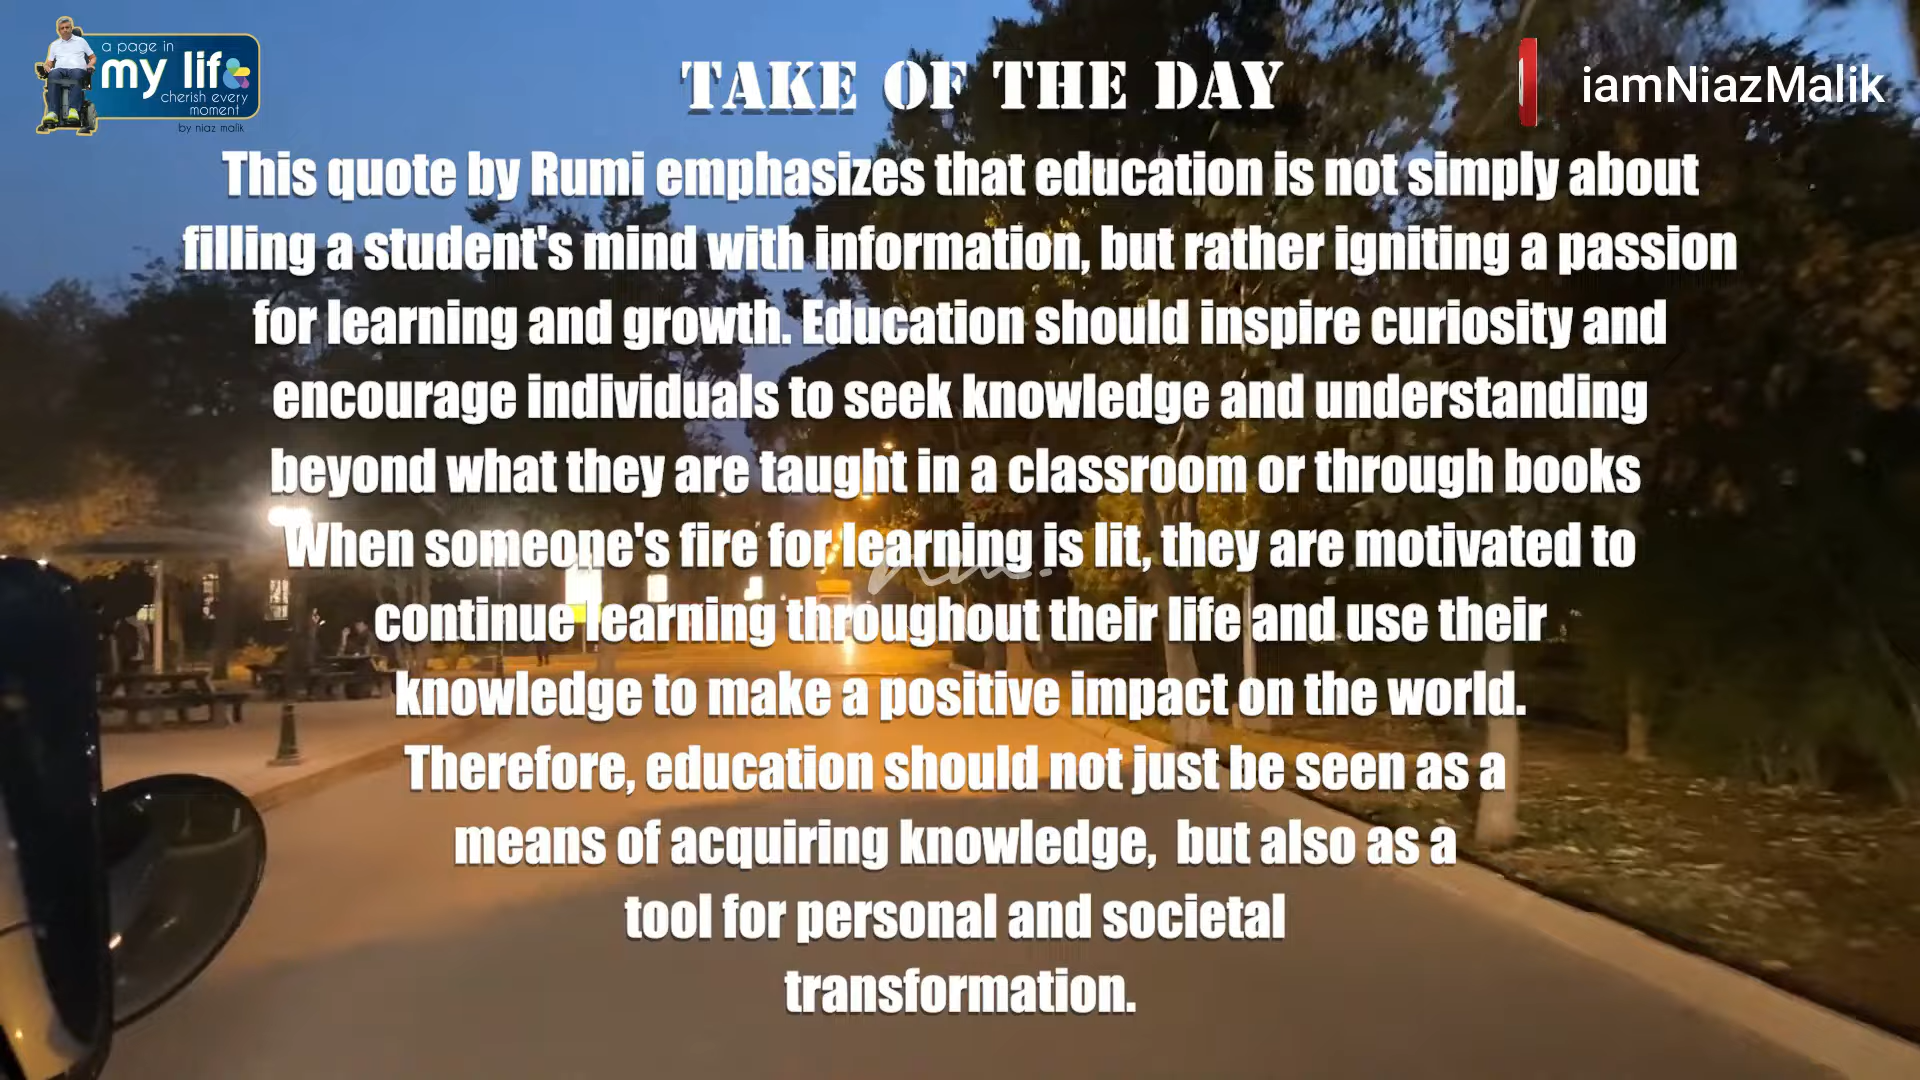 a page in
my life
cherish every
moment
by niaz malik
TAKE OF THE DAY
iamNiazMalik
This quote by Rumi emphasizes that education is not simply about
filling a student's mind with information, but rather igniting a passion
for learning and growth. Education should inspire curiosity and
encourage individuals to seek knowledge and understanding
beyond what they are taught in a classroom or through books
When someone's fire for learning is lit, they are motivated to
continue learning throughout their life and use their
knowledge to make a positive impact on the world.
Therefore, education should not just be seen as a
means of acquiring knowledge,  but also as a
tool for personal and societal
transformation.